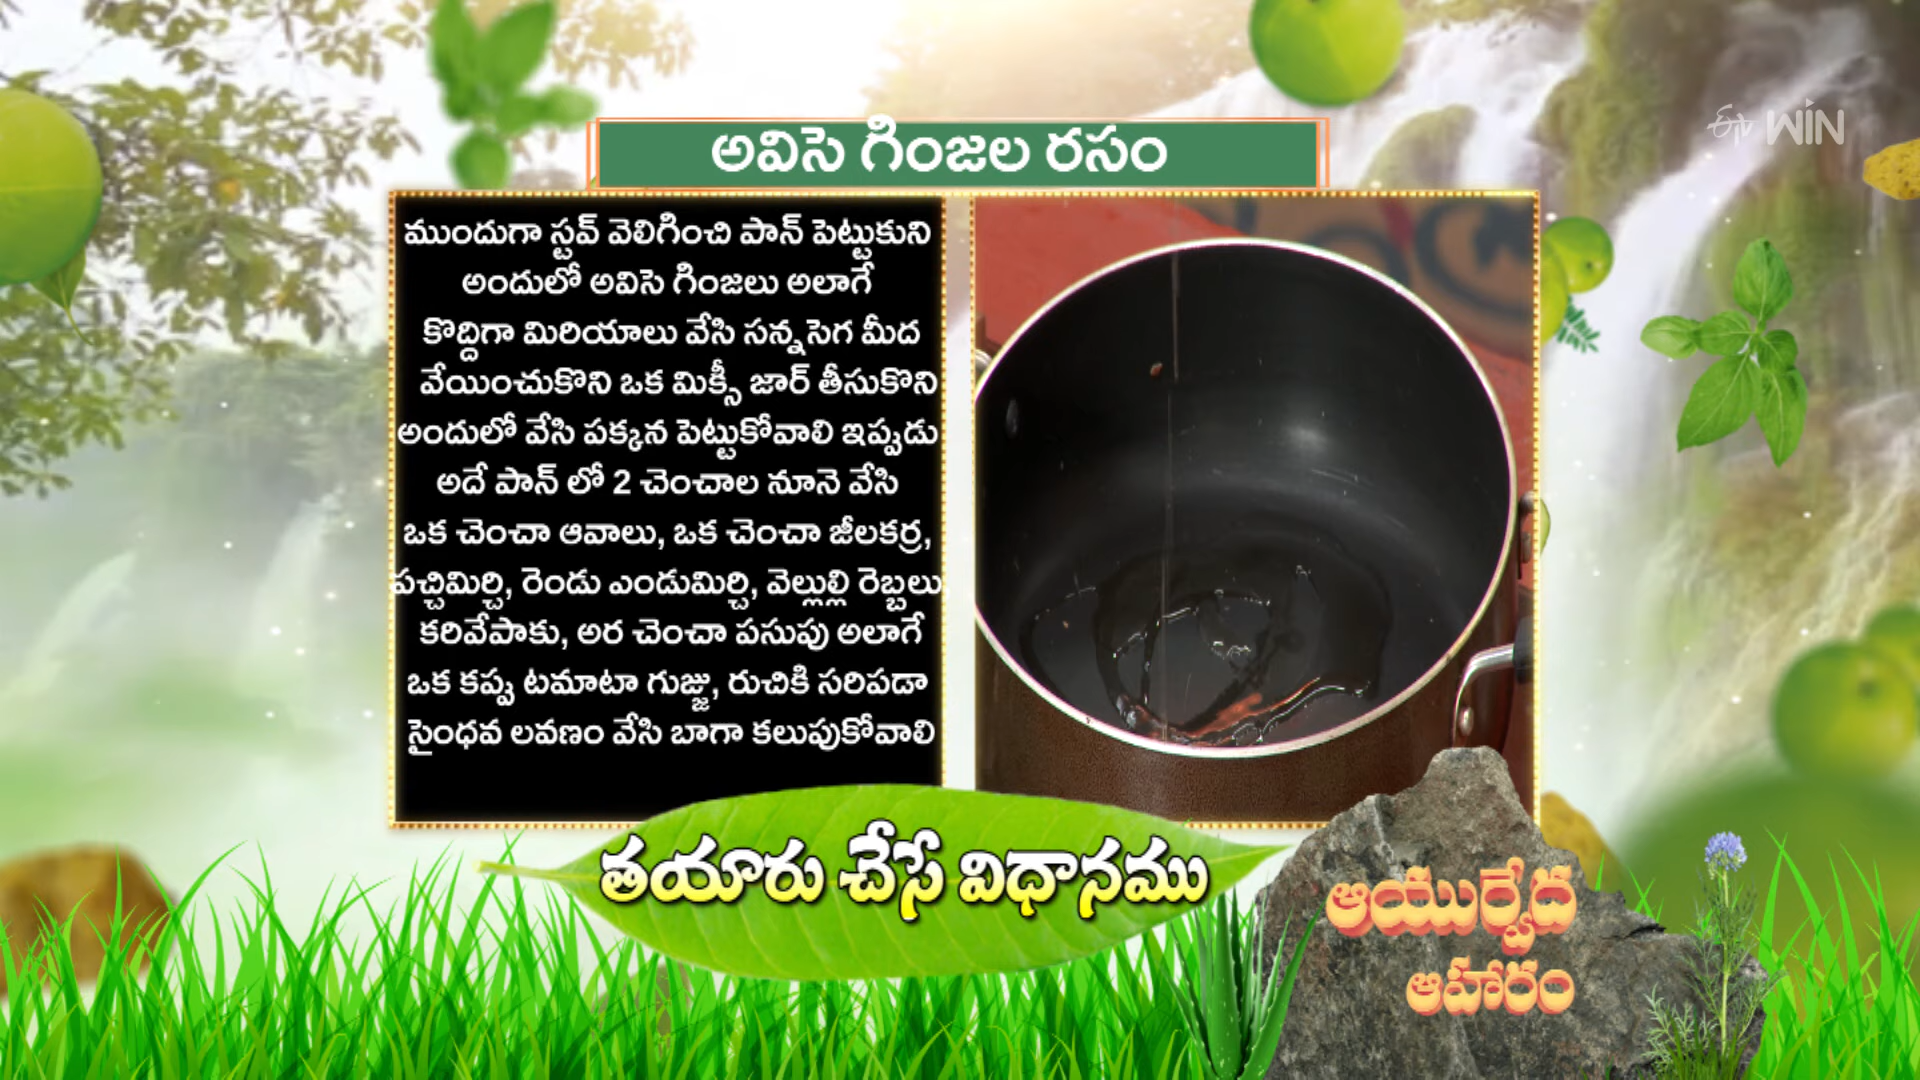 అవిసె గింజల రసం
ఈటీవీ WIN
ముందుగా స్టవ్ వెలిగించి పాన్ పెట్టుకుని
అందులో అవిసె గింజలు అలాగే
కొద్దిగా మిరియాలు వేసి సన్నసెగ మీద
వేయించుకొని ఒక మిక్సీ జార్ తీసుకొని
అందులో వేసి పక్కన పెట్టుకోవాలి ఇప్పడు
అదే పాన్ లో 2 చెంచాల నూనె వేసి
ఒక చెంచా ఆవాలు, ఒక చెంచా జీలకర్ర,
పచ్చిమిర్చి, రెండు ఎండుమిర్చి, వెల్లుల్లి రెబ్బలు,
కరివేపాకు, అర చెంచా పసుపు అలాగే
ఒక కప్పు టమాటా గుజ్జు, రుచికి సరిపడా
సైంధవ లవణం వేసి బాగా కలుపుకోవాలి
తయారు చేసే విధానము
ఆయుర్వేద
ఆహారం